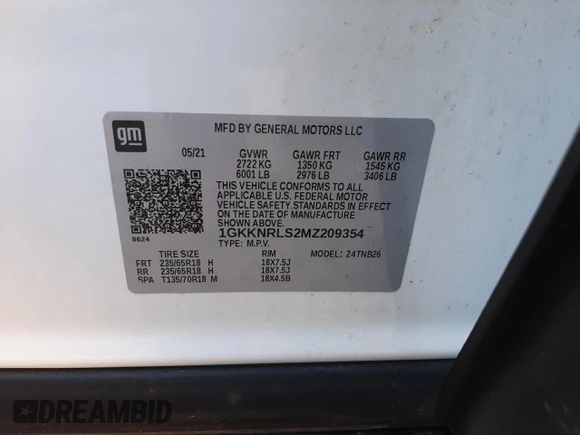 gm
MFD BY GENERAL MOTORS LLC
05/21 GVWR GAWR FRT GAWR RR
2722 KG 1350 KG 1545 KG
6001 LB 2976 LB 3406 LB
THIS VEHICLE CONFORMS TO ALL
APPLICABLE U.S. FEDERAL MOTOR
VEHICLE SAFETY STANDARDS IN EFFECT
ON THE DATE OF MANUFACTURE
SHOWN ABOVE.
1GKKNRLS2MZ209354
8624
TYPE: M.P.V. MODEL: 24TNB26
TIRE SIZE RIM
FRT 235/65R18 H 18X7.5J
RR 235/65R18 H 18X7.5J
SPA T135/70R18 M 18X4.5B
DREAMBID